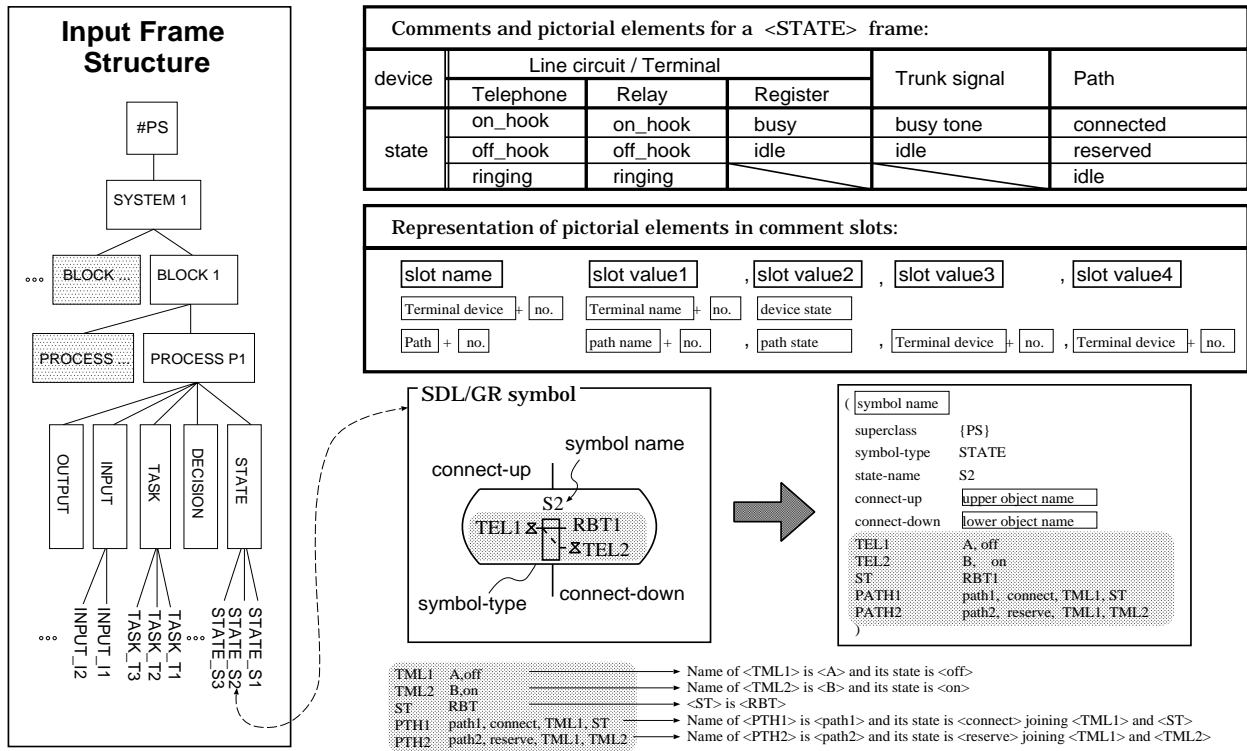 Input Frame
Structure
#PS
SYSTEM 1
°°° BLOCK ... BLOCK 1
PROCESS ... PROCESS P1
OUTPUT INPUT TASK DECISION STATE
°°° INPUT_I2 INPUT_I1 TASK_T3 TASK_T2 TASK_T1 °°° STATE_S3 STATE_S2 STATE_S1
Comments and pictorial elements for a <STATE> frame:
device Line circuit / Terminal Trunk signal Path
Telephone Relay Register
state on_hook on_hook busy busy tone connected
off_hook off_hook idle idle reserved
ringing ringing idle
Representation of pictorial elements in comment slots:
slot name slot value1 , slot value2 , slot value3 , slot value4
Terminal device + no. Terminal name + no. device state
Path + no. path name + no. , path state , Terminal device + no. , Terminal device + no.
SDL/GR symbol
symbol name
connect-up
S2
TEL1 RBT1
TEL2
symbol-type connect-down
( symbol name
superclass {PS}
symbol-type STATE
state-name S2
connect-up upper object name
connect-down lower object name
TEL1 A, off
TEL2 B, on
ST RBT1
PATH1 path1, connect, TML1, ST
PATH2 path2, reserve, TML1, TML2
)
TML1 A,off Name of <TML1> is <A> and its state is <off>
TML2 B,on Name of <TML2> is <B> and its state is <on>
ST RBT <ST> is <RBT>
PTH1 path1, connect, TML1, ST Name of <PTH1> is <path1> and its state is <connect> joining <TML1> and <ST>
PTH2 path2, reserve, TML1, TML2 Name of <PTH2> is <path2> and its state is <reserve> joining <TML1> and <TML2>